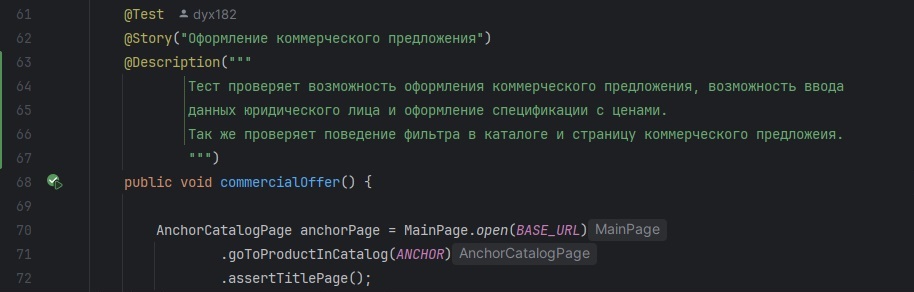 61 @Test dyx182
62 @Story("Оформление коммерческого предложения")
63 @Description("""
64 Тест проверяет возможность оформления коммерческого предложения, возможность ввода
65 данных юридического лица и оформление спецификации с ценами.
66 Так же проверяет поведение фильтра в каталоге и страницу коммерческого предложеия.
67 """)
68 public void commercialOffer() {
69
70 AnchorCatalogPage anchorPage = MainPage.open(BASE_URL) MainPage
71 .goToProductInCatalog(ANCHOR) AnchorCatalogPage
72 .assertTitlePage();